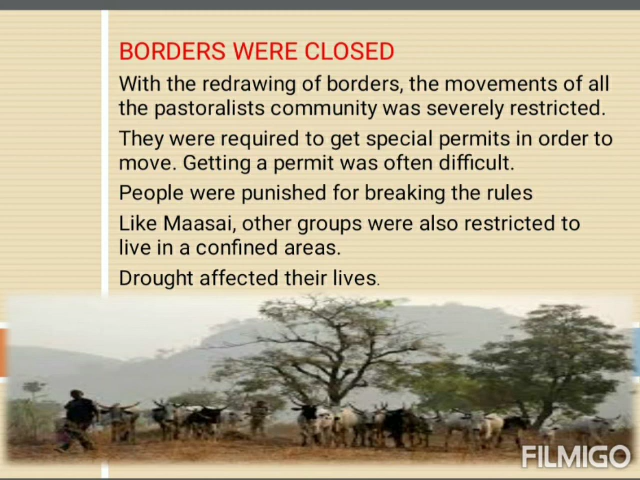 BORDERS WERE CLOSED
With the redrawing of borders, the movements of all
the pastoralists community was severely restricted.
They were required to get special permits in order to
move. Getting a permit was often difficult.
People were punished for breaking the rules
Like Maasai, other groups were also restricted to
live in a confined areas.
Drought affected their lives.
FILMIGO